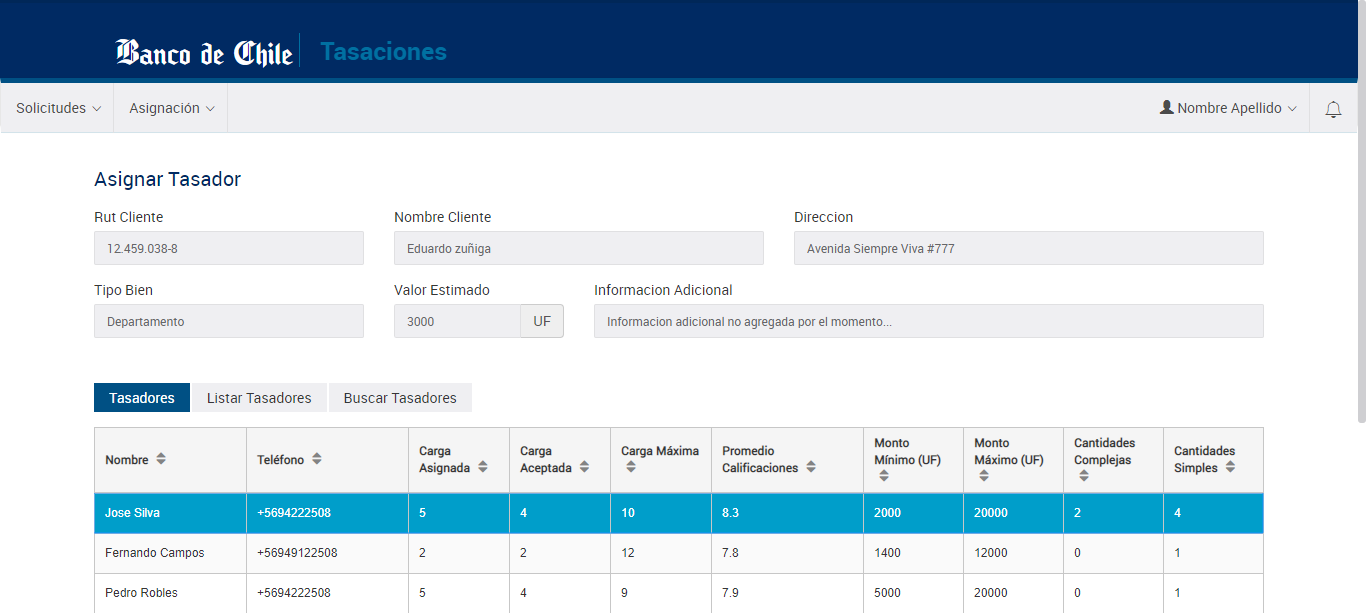 Banco de Chile Tasaciones
Solicitudes Asignación Nombre Apellido
Asignar Tasador
Rut Cliente Nombre Cliente Direccion
12.459.038-8 Eduardo zuñiga Avenida Siempre Viva #777
Tipo Bien Valor Estimado Informacion Adicional
Departamento 3000 UF Informacion adicional no agregada por el momento...
Tasadores Listar Tasadores Buscar Tasadores
Nombre Teléfono Carga Asignada Carga Aceptada Carga Máxima Promedio Calificaciones Monto Mínimo (UF) Monto Máximo (UF) Cantidades Complejas Cantidades Simples
Jose Silva +5694222508 5 4 10 8.3 2000 20000 2 4
Fernando Campos +56949122508 2 2 12 7.8 1400 12000 0 1
Pedro Robles +5694222508 5 4 9 7.9 5000 20000 0 1